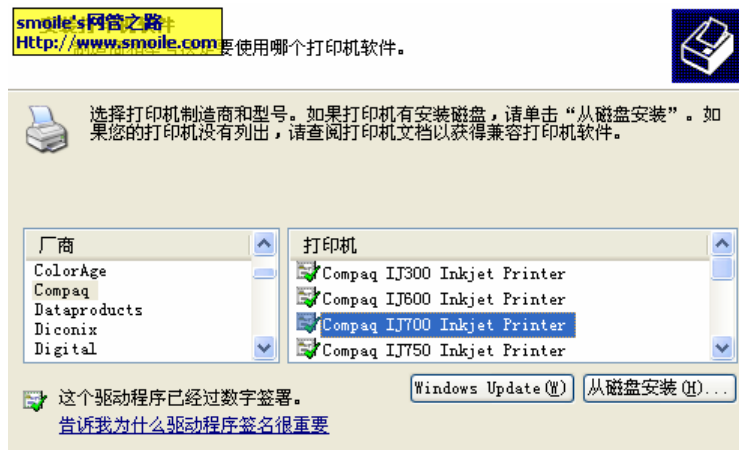 smoile's网管之路
Http://www.smoile.com
要使用哪个打印机软件。
选择打印机制造商和型号。如果打印机有安装磁盘，请单击“从磁盘安装”。如
果您的打印机没有列出，请查阅打印机文档以获得兼容打印机软件。
厂商
ColorAge
Compaq
Dataproducts
Diconix
Digital
打印机
Compaq IJ300 Inkjet Printer
Compaq IJ600 Inkjet Printer
Compaq IJ700 Inkjet Printer
Compaq IJ750 Inkjet Printer
这个驱动程序已经过数字签署。
告诉我为什么驱动程序签名很重要
Windows Update(W)
从磁盘安装(H)...